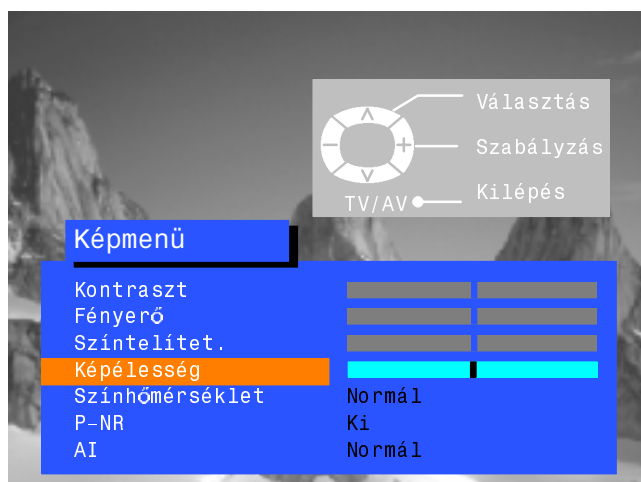 Választás
Szabályzás
TV/AV Kilépés
Képmenü
Kontraszt
Fényerő
Színtelítet.
Képélesség
Színhőmérséklet Normál
P-NR Ki
AI Normál